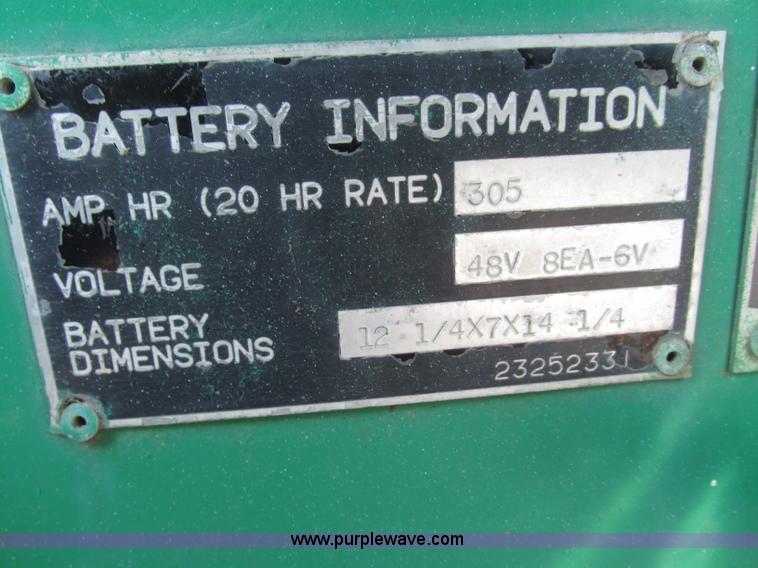 BATTERY INFORMATION
AMP HR (20 HR RATE) 305
VOLTAGE 48V 8EA-6V
BATTERY
DIMENSIONS 12 1/4X7X14 1/4
23252331
www.purplewave.com